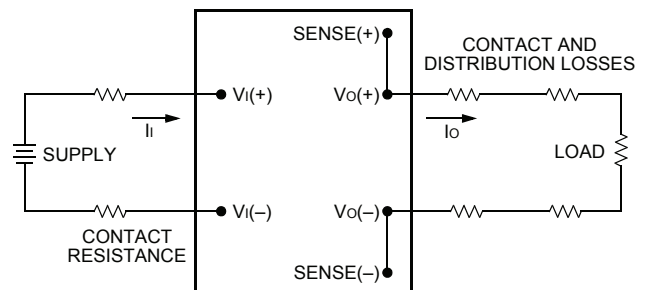 SENSE(+)
CONTACT AND
DISTRIBUTION LOSSES
VI(+)
VO(+)
II
IO
SUPPLY
LOAD
VI(–)
VO(–)
CONTACT
RESISTANCE
SENSE(–)